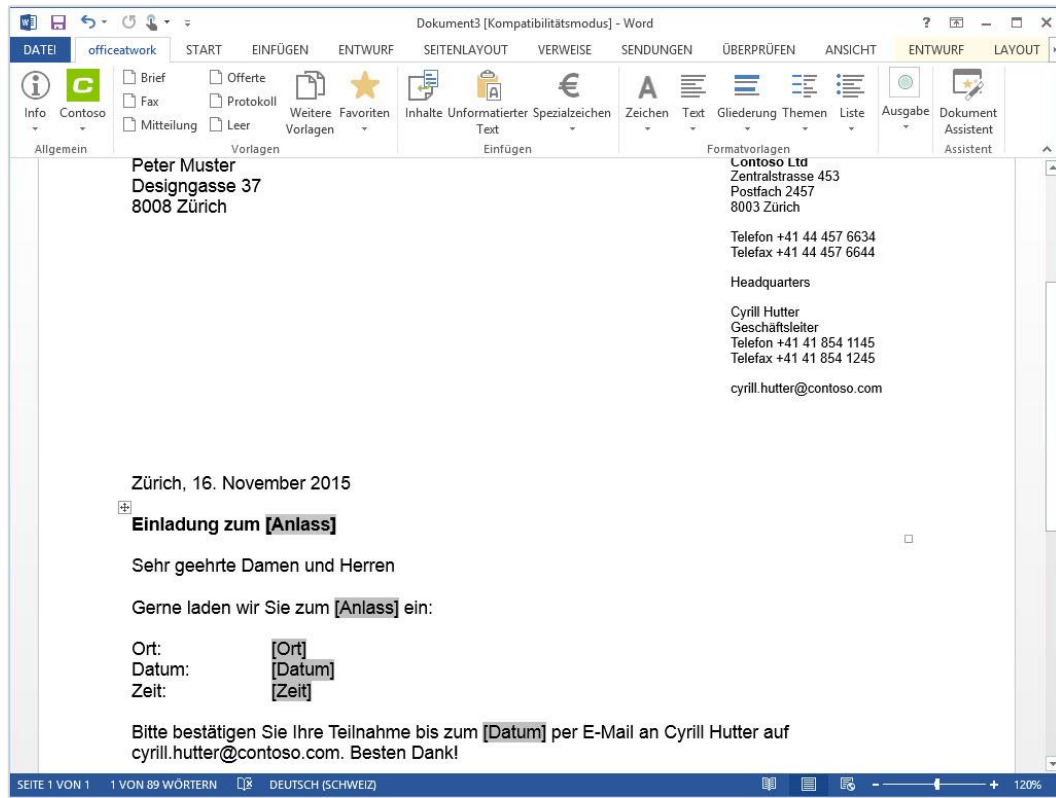 Dokument3 [Kompatibilitätsmodus] - Word
?
DATEI officeatwork START EINFÜGEN ENTWURF SEITENLAYOUT VERWEISE SENDUNGEN ÜBERPRÜFEN ANSICHT ENTWURF LAYOUT
Brief Offerte
Fax Protokoll
Mitteilung Leer
Info Contoso Weitere Vorlagen Favoriten Inhalte Unformatierter Text Spezialzeichen Zeichen Text Gliederung Themen Liste Ausgabe Dokument Assistent
Allgemein Vorlagen Einfügen Formatvorlagen Assistent
Peter Muster
Designgasse 37
8008 Zürich
Contoso Ltd
Zentralstrasse 453
Postfach 2457
8003 Zürich
Telefon +41 44 457 6634
Telefax +41 44 457 6644
Headquarters
Cyrill Hutter
Geschäftsleiter
Telefon +41 41 854 1145
Telefax +41 41 854 1245
cyrill.hutter@contoso.com
Zürich, 16. November 2015
Einladung zum [Anlass]
Sehr geehrte Damen und Herren
Gerne laden wir Sie zum [Anlass] ein:
Ort: [Ort]
Datum: [Datum]
Zeit: [Zeit]
Bitte bestätigen Sie Ihre Teilnahme bis zum [Datum] per E-Mail an Cyrill Hutter auf
cyrill.hutter@contoso.com. Besten Dank!
SEITE 1 VON 1 1 VON 89 WÖRTERN DEUTSCH (SCHWEIZ) 120%